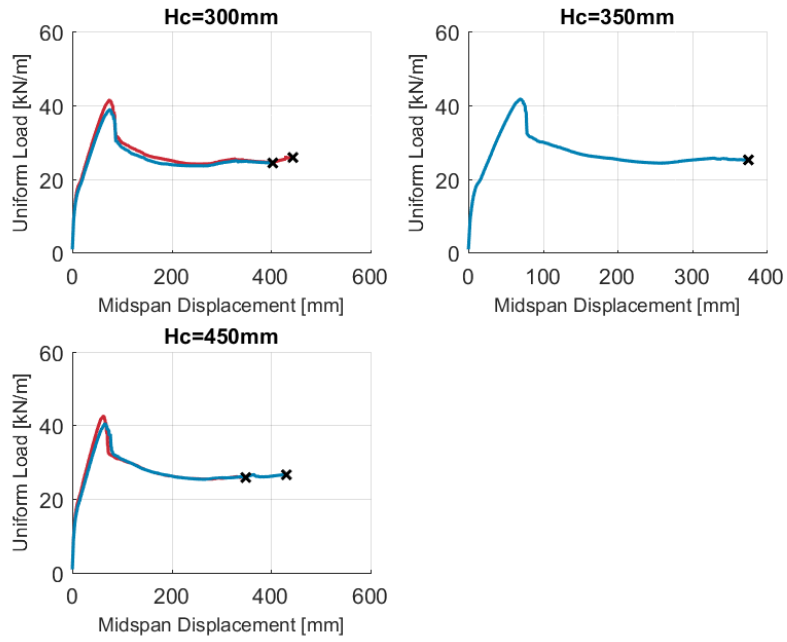 Hc=300mm
60
40
20
0
Uniform Load [kN/m]
0 200 400 600
Midspan Displacement [mm]
Hc=350mm
60
40
20
0
Uniform Load [kN/m]
0 100 200 300 400
Midspan Displacement [mm]
Hc=450mm
60
40
20
0
Uniform Load [kN/m]
0 200 400 600
Midspan Displacement [mm]